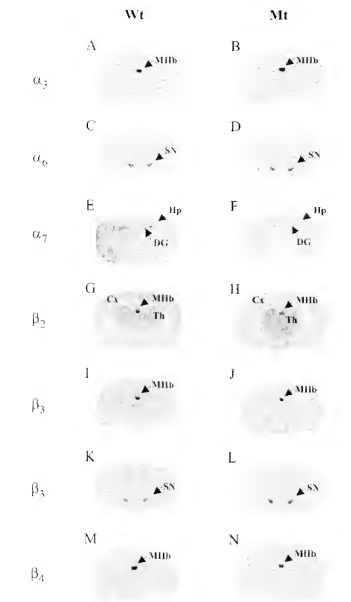 Wt Mt
A MHb B MHb
α3
C SN D SN
α6
E Hp F Hp
α7
DG DG
G Cx MHb H Cx MHb
β2 Th Th
I MHb J MHb
β3
K SN L SN
β3
M MHb N MHb
β4